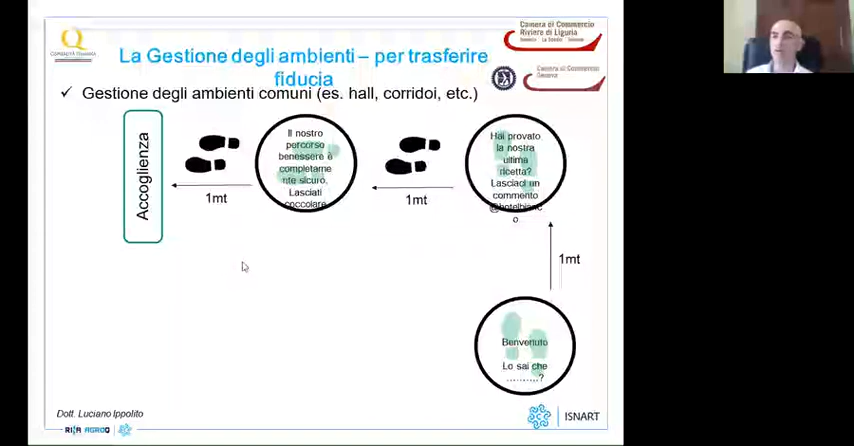 Q
La Gestione degli ambienti – per trasferire
fiducia
Camera di Commercio
Riviere di Liguria
Camera di Commercio
Genova
✓ Gestione degli ambienti comuni (es. hall, corridoi, etc.)
Accoglienza
1mt
Il nostro
percorso
benessere è
completame
nte sicuro.
Lasciati
coccolare
1mt
Hai provato
la nostra
ultima
ricetta?
Lasciaci un
commento
@hotelbianc
o.
1mt
Benvenuto
Lo sai che
..........?
Dott. Luciano Ippolito
AGROQ
ISNART